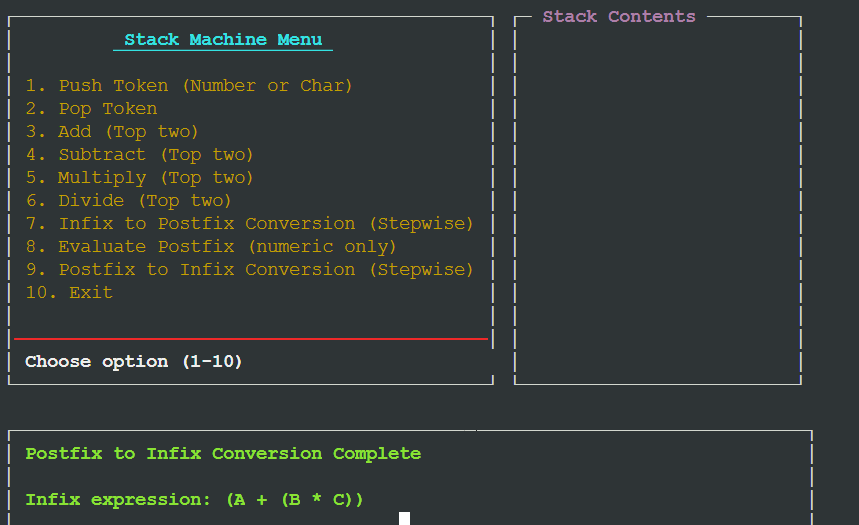 Stack Machine Menu
1. Push Token (Number or Char)
2. Pop Token
3. Add (Top two)
4. Subtract (Top two)
5. Multiply (Top two)
6. Divide (Top two)
7. Infix to Postfix Conversion (Stepwise)
8. Evaluate Postfix (numeric only)
9. Postfix to Infix Conversion (Stepwise)
10. Exit
Choose option (1-10)
Stack Contents
Postfix to Infix Conversion Complete
Infix expression: (A + (B * C))